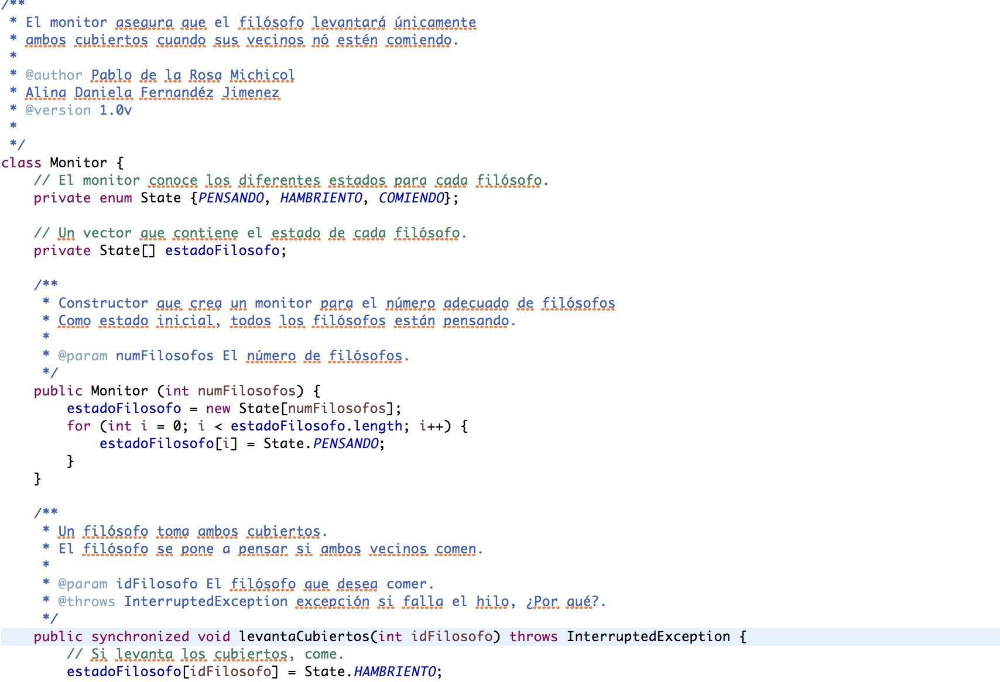 /**
 * El monitor asegura que el filósofo levantará únicamente
 * ambos cubiertos cuando sus vecinos nó estén comiendo.
 *
 * @author Pablo de la Rosa Michicol
 * Alina Daniela Fernandéz Jimenez
 * @version 1.0v
 *
 */
class Monitor {
    // El monitor conoce los diferentes estados para cada filósofo.
    private enum State {PENSANDO, HAMBRIENTO, COMIENDO};

    // Un vector que contiene el estado de cada filósofo.
    private State[] estadoFilosofo;

    /**
     * Constructor que crea un monitor para el número adecuado de filósofos
     * Como estado inicial, todos los filósofos están pensando.
     *
     * @param numFilosofos El número de filósofos.
     */
    public Monitor (int numFilosofos) {
        estadoFilosofo = new State[numFilosofos];
        for (int i = 0; i < estadoFilosofo.length; i++) {
            estadoFilosofo[i] = State.PENSANDO;
        }
    }

    /**
     * Un filósofo toma ambos cubiertos.
     * El filósofo se pone a pensar si ambos vecinos comen.
     *
     * @param idFilosofo El filósofo que desea comer.
     * @throws InterruptedException excepción si falla el hilo, ¿Por qué?.
     */
    public synchronized void levantaCubiertos(int idFilosofo) throws InterruptedException {
        // Si levanta los cubiertos, come.
        estadoFilosofo[idFilosofo] = State.HAMBRIENTO;